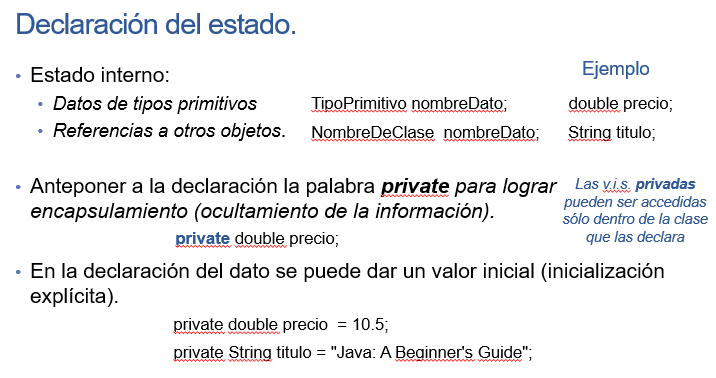 Declaración del estado.
• Estado interno:
Ejemplo
• Datos de tipos primitivos TipoPrimitivo nombreDato; double precio;
• Referencias a otros objetos. NombreDeClase nombreDato; String titulo;
• Anteponer a la declaración la palabra private para lograr
encapsulamiento (ocultamiento de la información).
private double precio;
Las v.i.s. privadas
pueden ser accedidas
sólo dentro de la clase
que las declara
• En la declaración del dato se puede dar un valor inicial (inicialización
explícita).
private double precio = 10.5;
private String titulo = "Java: A Beginner's Guide";